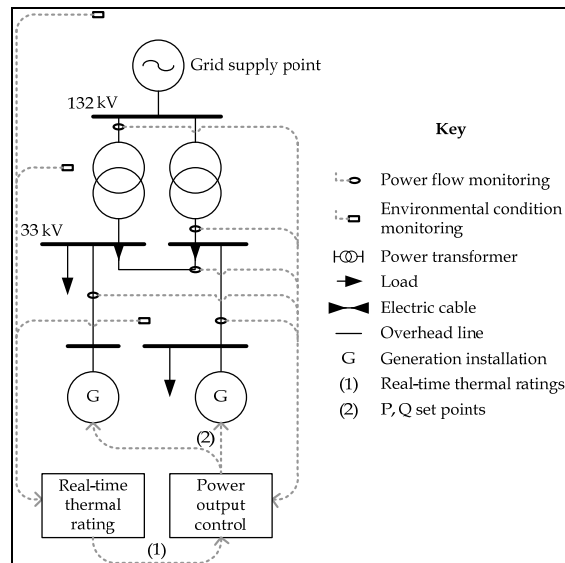 Grid supply point
132 kV
Key
Power flow monitoring
Environmental condition
monitoring
33 kV
Power transformer
Load
Electric cable
Overhead line
G
Generation installation
(1)
Real-time thermal ratings
(2)
P, Q set points
G
G
(2)
Real-time
thermal
rating
Power
output
control
(1)